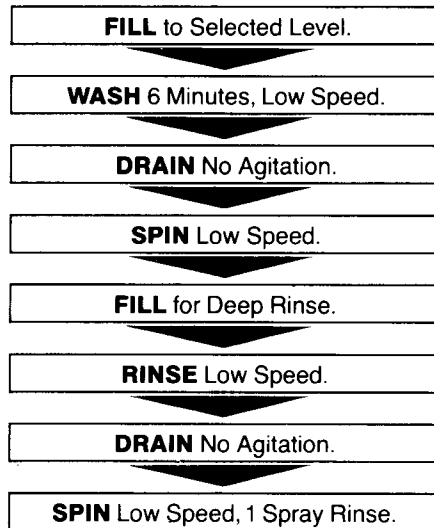 FILL to Selected Level.
WASH 6 Minutes, Low Speed.
DRAIN No Agitation.
SPIN Low Speed.
FILL for Deep Rinse.
RINSE Low Speed.
DRAIN No Agitation.
SPIN Low Speed, 1 Spray Rinse.